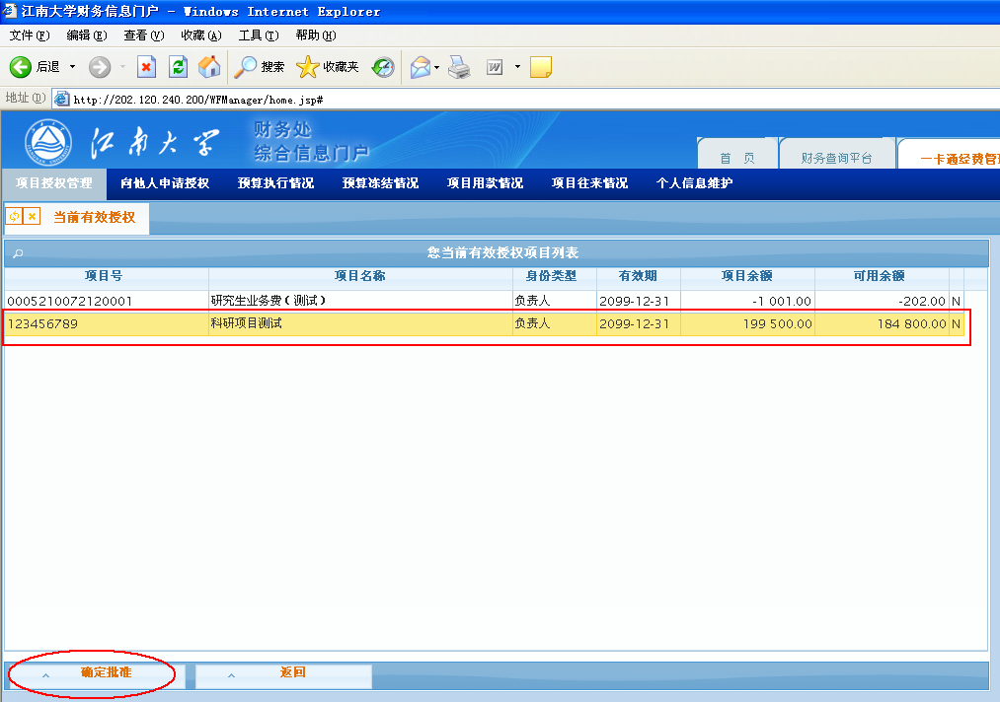 江南大学财务信息门户 - Windows Internet Explorer
文件(F) 编辑(E) 查看(V) 收藏(A) 工具(T) 帮助(H)
后退 搜索 收藏夹
地址(D) http://202.120.240.200/WFManager/home.jsp#
江南大学 财务处
综合信息门户
首 页 财务查询平台 一卡通经费管
项目授权管理 向他人申请授权 预算执行情况 预算冻结情况 项目用款情况 项目往来情况 个人信息维护
当前有效授权
您当前有效授权项目列表
项目号 项目名称 身份类型 有效期 项目余额 可用余额
0005210072120001 研究生业务费（测试） 负责人 2099-12-31 -1 001.00 -202.00 N
123456789 科研项目测试 负责人 2099-12-31 199 500.00 184 800.00 N
确定批准 返回